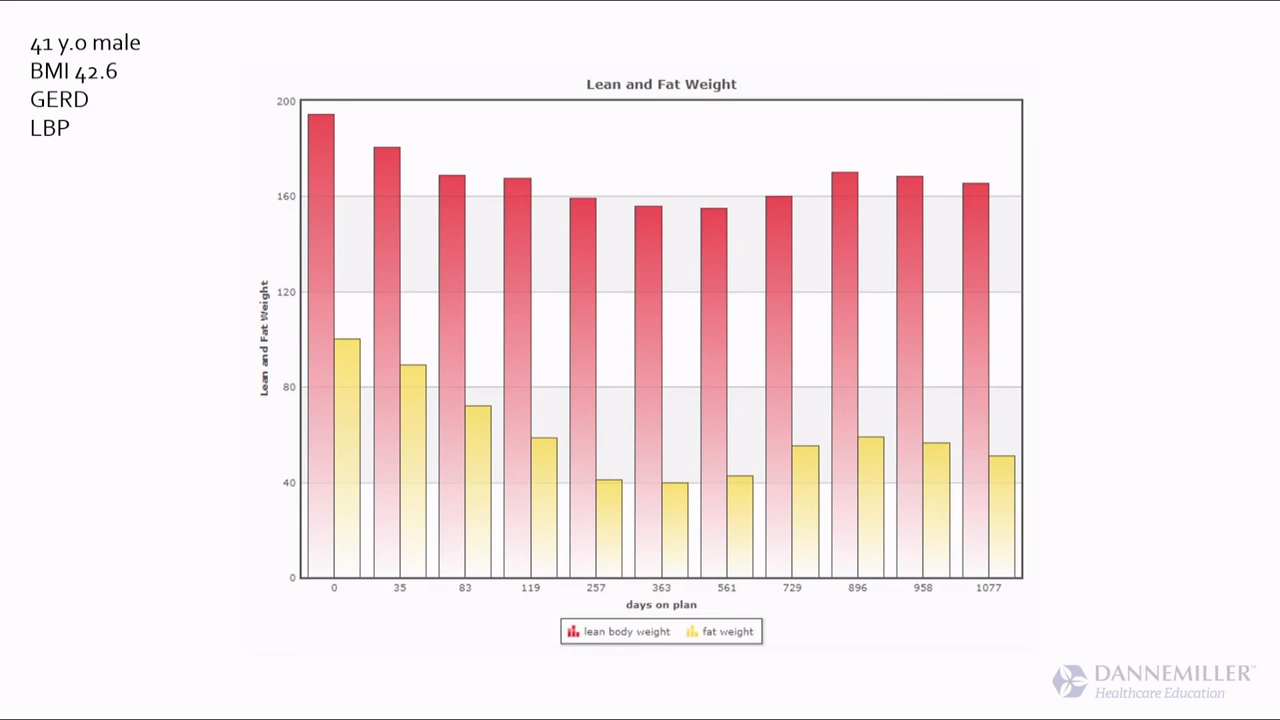 41 y.o male
BMI 42.6
GERD
LBP
Lean and Fat Weight
200
160
120
80
40
0
Lean and Fat Weight
0 35 83 119 257 363 561 729 896 958 1077
days on plan
lean body weight fat weight
DANNEMILLER™
Healthcare Education